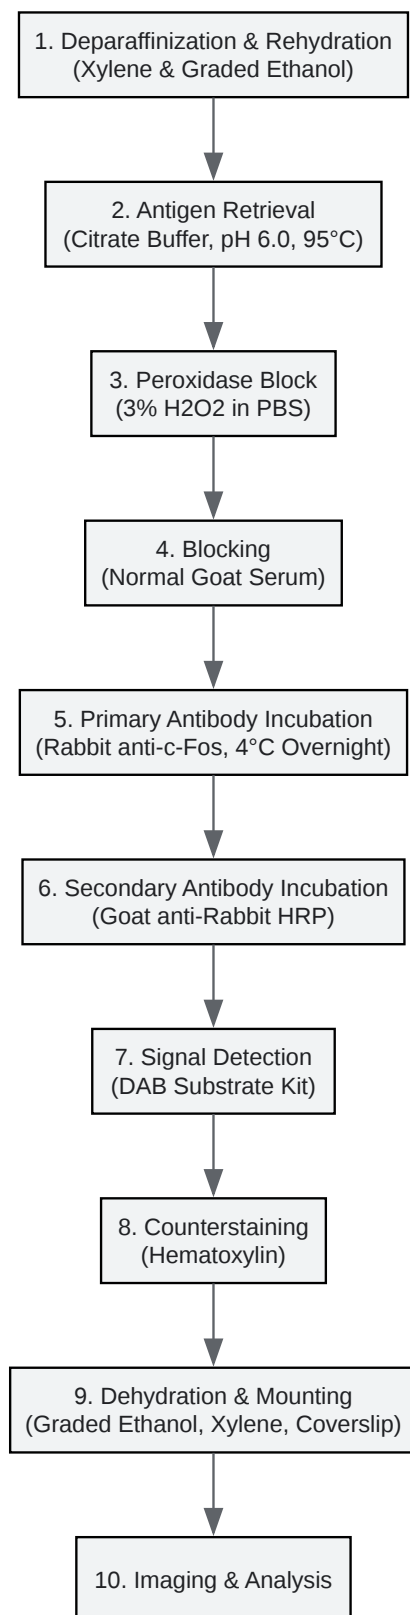 1. Deparaffinization & Rehydration
(Xylene & Graded Ethanol)
2. Antigen Retrieval
(Citrate Buffer, pH 6.0, 95°C)
3. Peroxidase Block
(3% H2O2 in PBS)
4. Blocking
(Normal Goat Serum)
5. Primary Antibody Incubation
(Rabbit anti-c-Fos, 4°C Overnight)
6. Secondary Antibody Incubation
(Goat anti-Rabbit HRP)
7. Signal Detection
(DAB Substrate Kit)
8. Counterstaining
(Hematoxylin)
9. Dehydration & Mounting
(Graded Ethanol, Xylene, Coverslip)
10. Imaging & Analysis